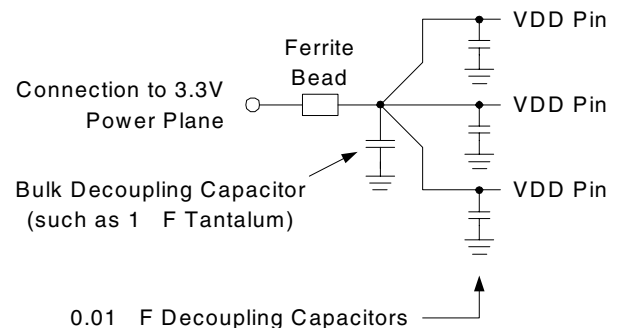 VDD Pin
Ferrite
Bead
Connection to 3.3V
Power Plane
VDD Pin
Bulk Decoupling Capacitor
(such as 1 F Tantalum)
VDD Pin
0.01 F Decoupling Capacitors